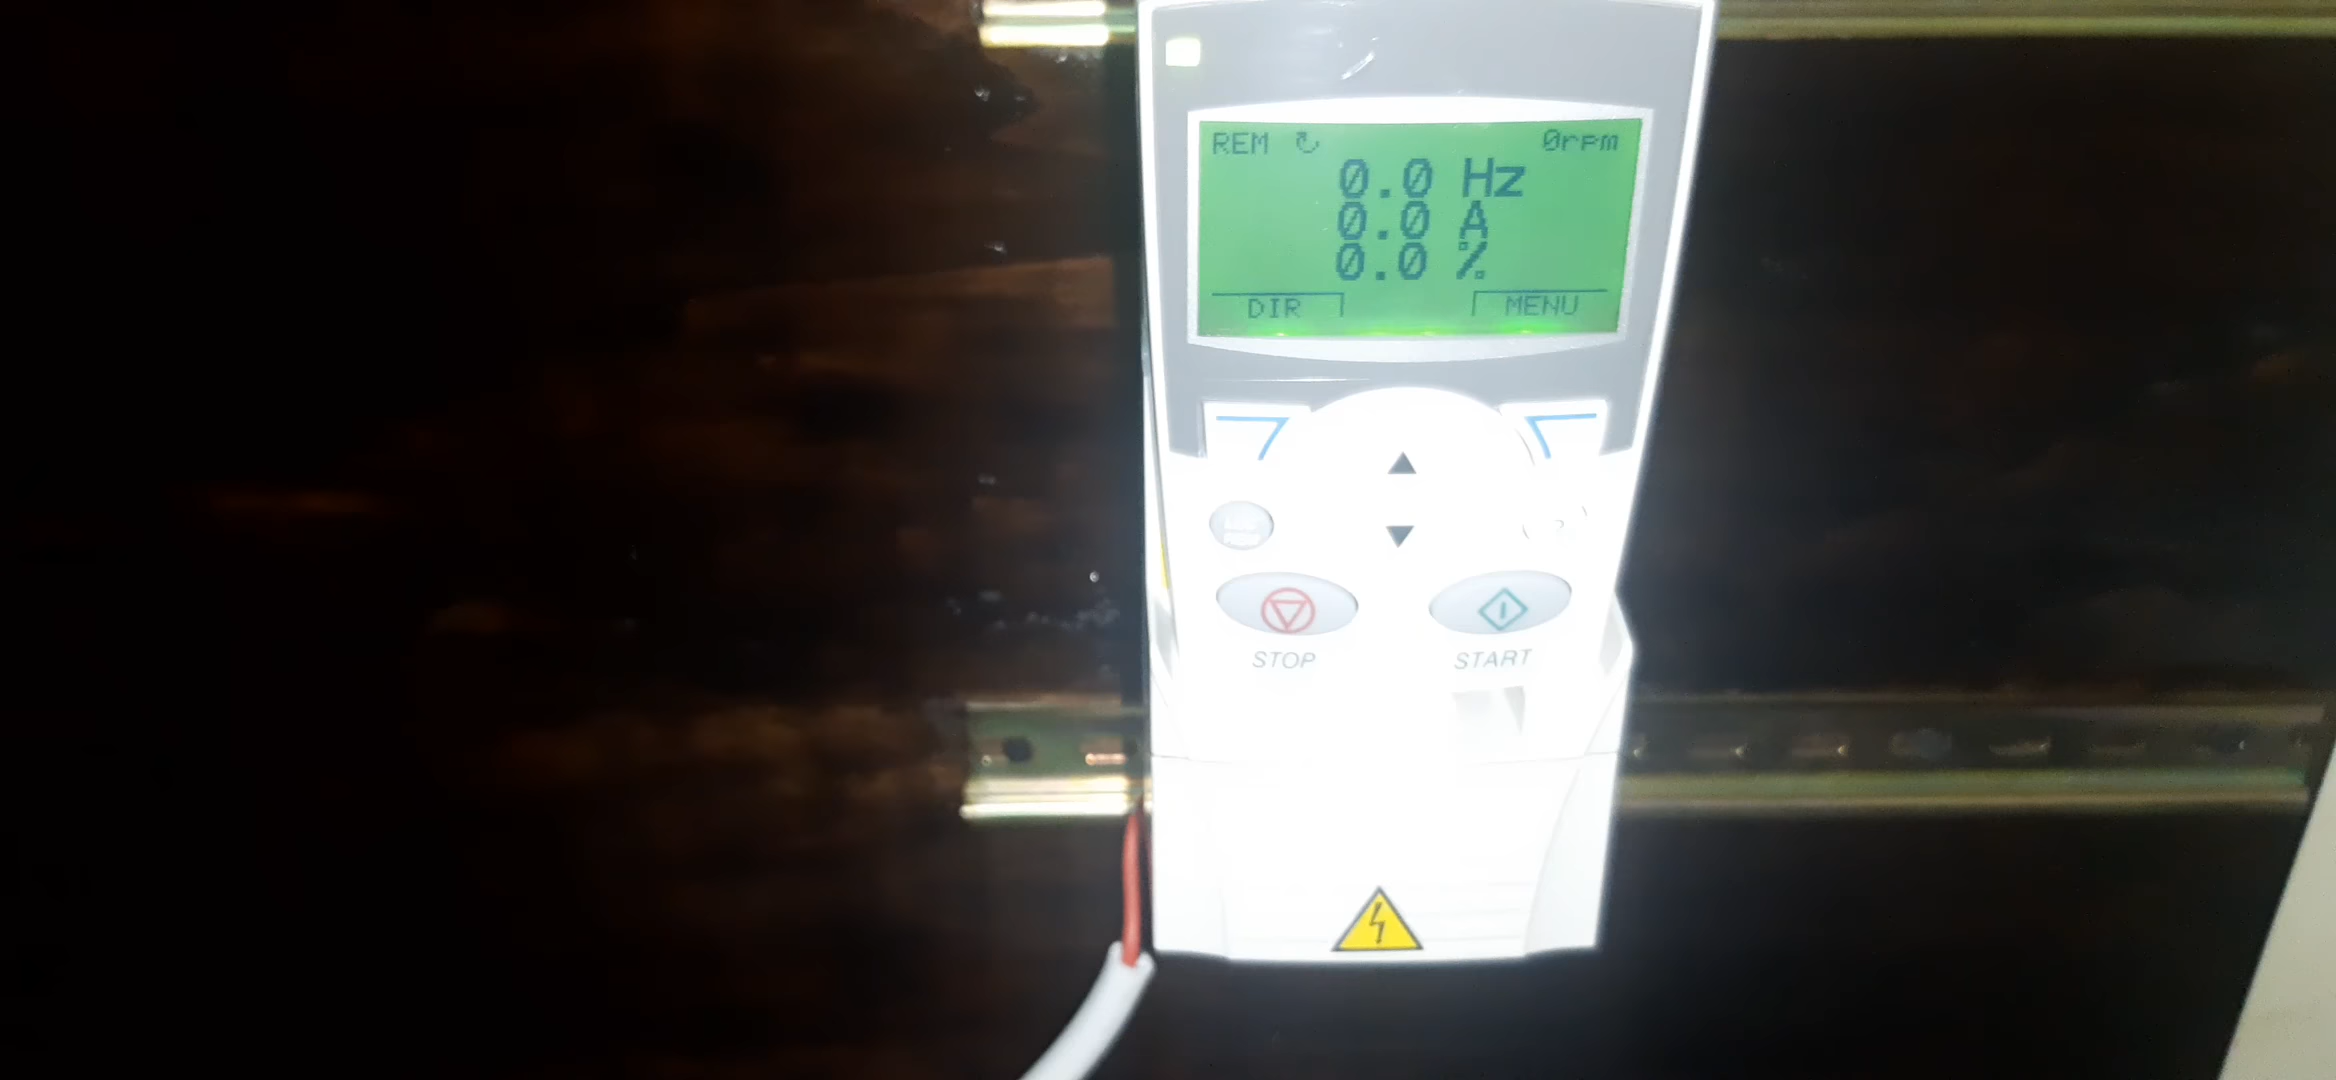 REM ↻ 0rpm
0.0 Hz
0.0 A
0.0 %
DIR MENU
?
STOP START